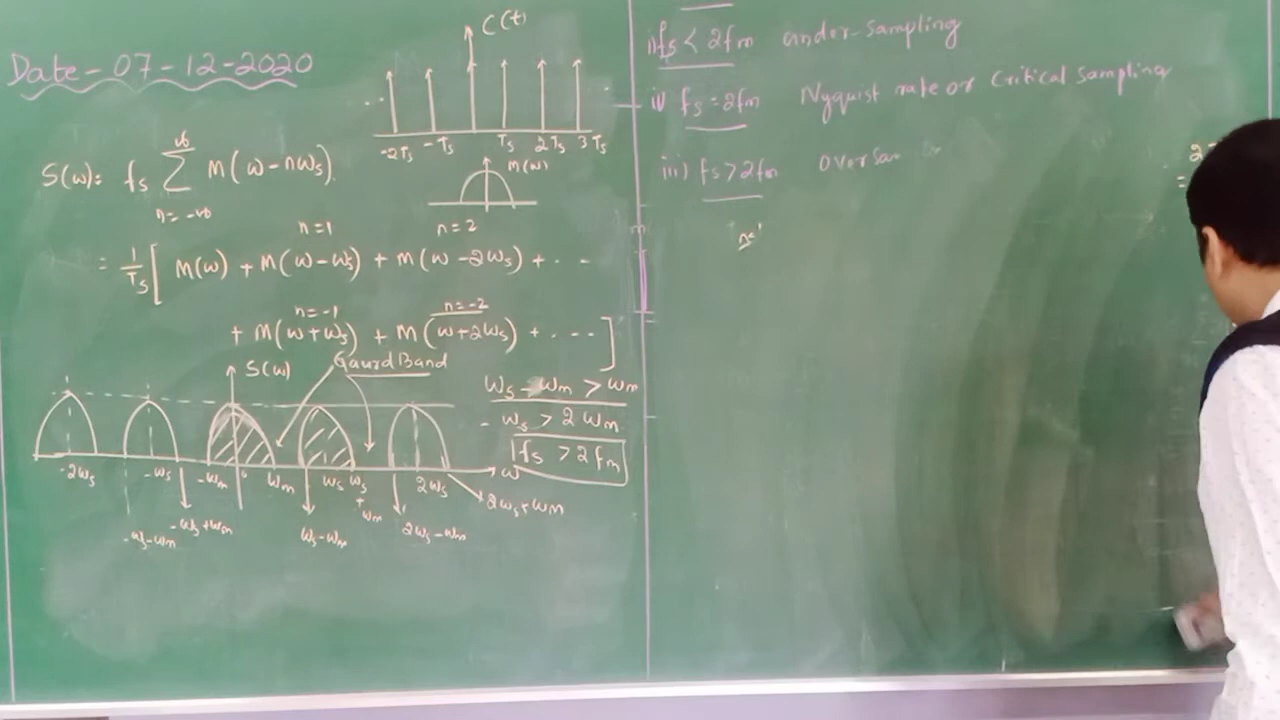 Date - 07-12-2020
C(t)
-2Ts -Ts Ts 2Ts 3Ts
M(ω)
S(ω): fs ∑ M(ω-nωs)
n=-∞
n=1 n=2
= 1/Ts [ M(ω) + M(ω-ωs) + M(ω-2ωs) + ...
n=-1 n=-2
+ M(ω+ωs) + M(ω+2ωs) + .... ]
S(ω) Gaurd Band
ωs - ωm > ωm
- ωs > 2ωm
fs > 2fm
-2ωs -ωs -ωm 0 ωm ωs ωs+ωm 2ωs ω
-ωs-ωm -ωs+ωm ωs-ωm 2ωs-ωm 2ωs+ωm
i) fs < 2fm under-sampling
ii) fs = 2fm Nyquist rate or Critical sampling
iii) fs > 2fm oversam